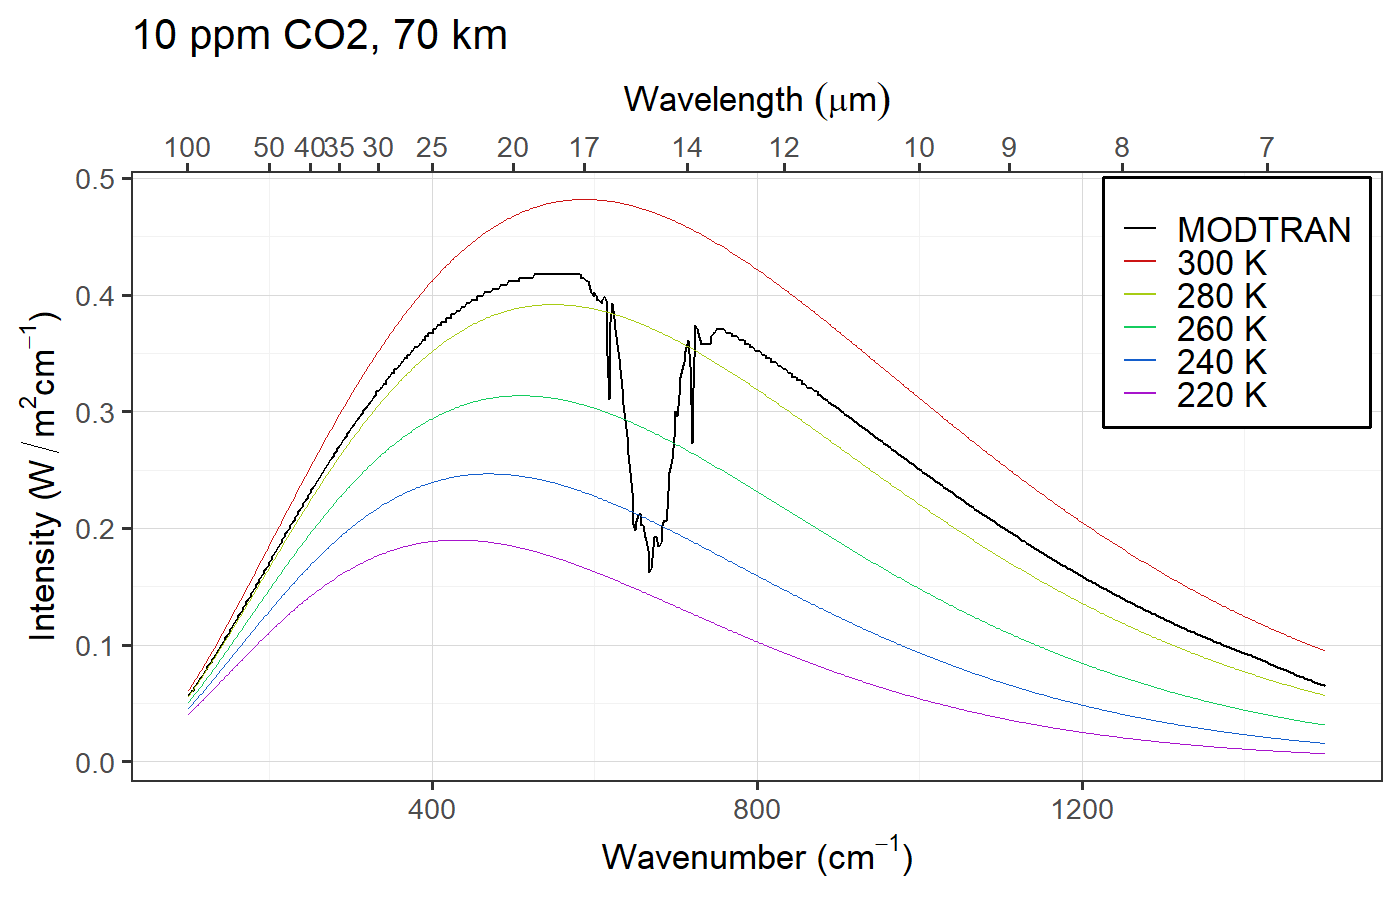 10 ppm CO2, 70 km
Wavelength (μm)
100 50 40 35 30 25 20 17 14 12 10 9 8 7
Intensity (W / m²cm⁻¹)
0.5
0.4
0.3
0.2
0.1
0.0
MODTRAN
300 K
280 K
260 K
240 K
220 K
400 800 1200
Wavenumber (cm⁻¹)